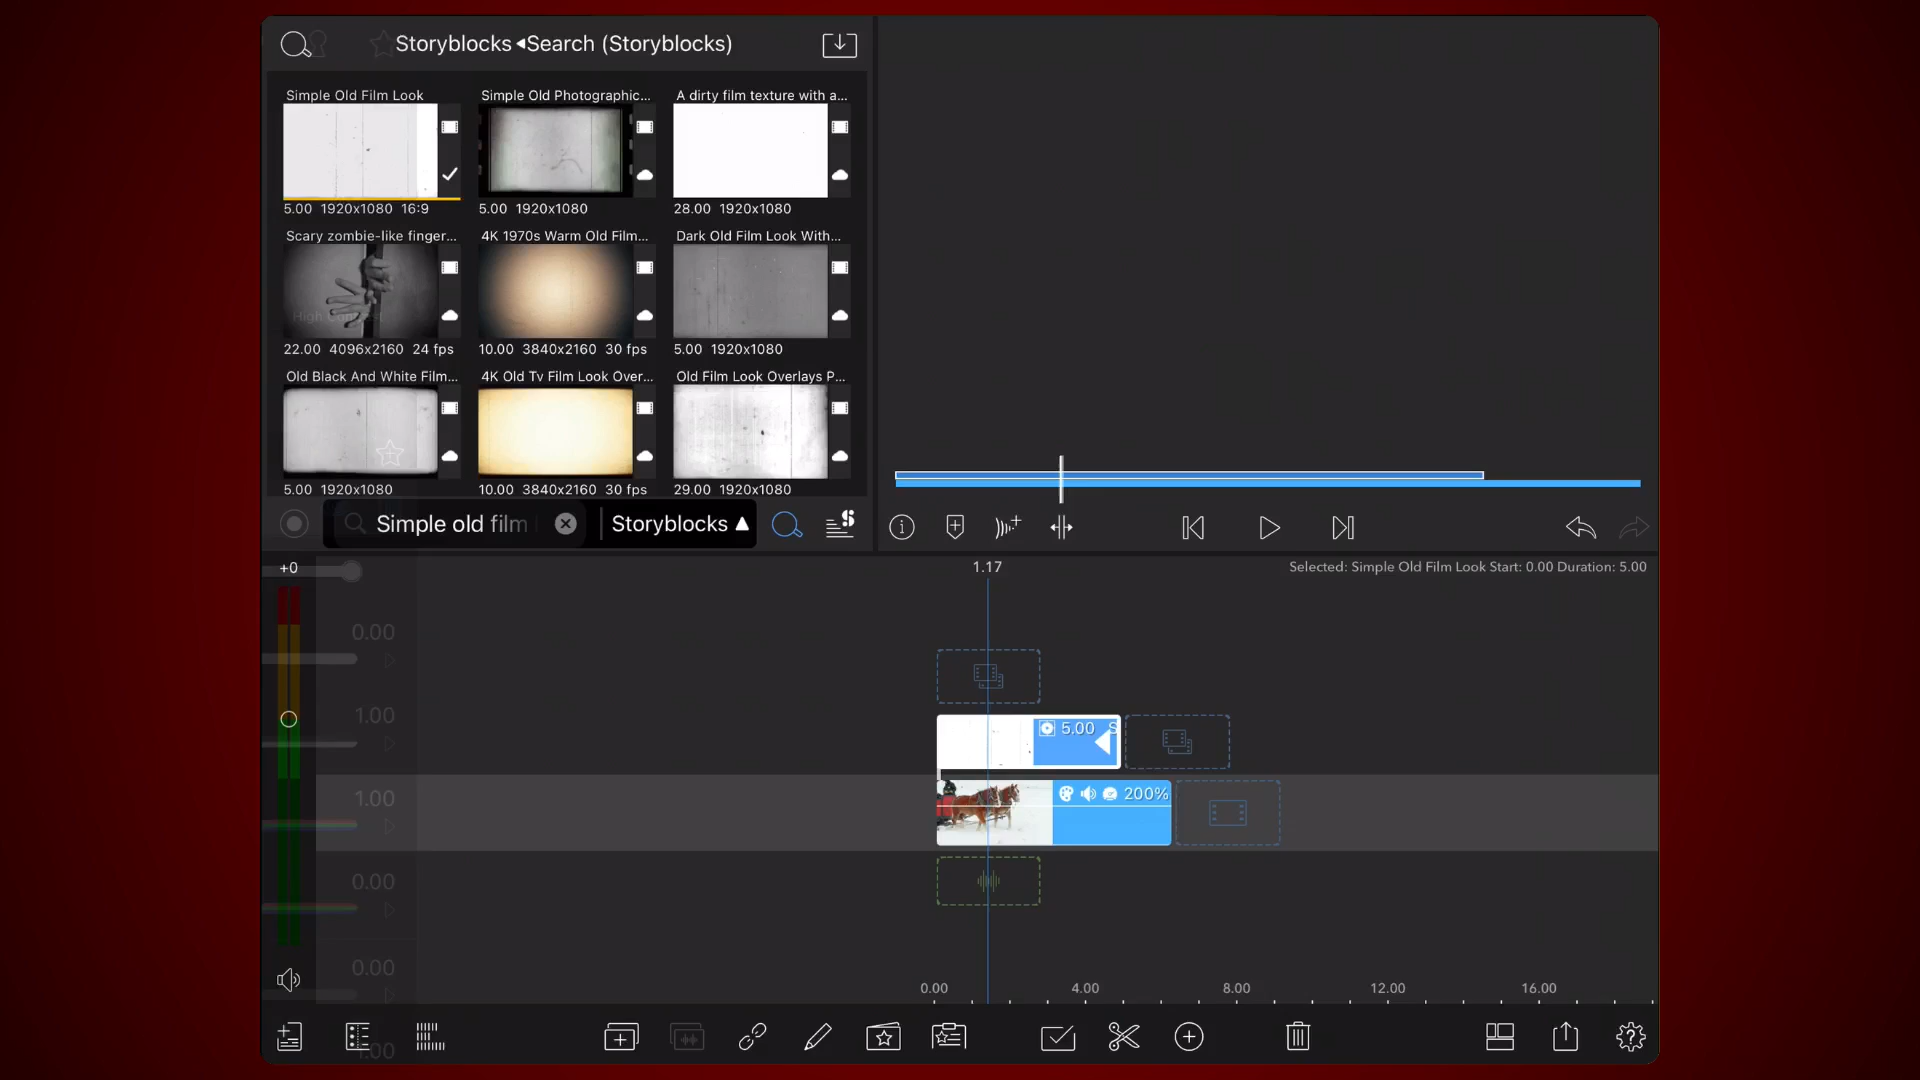 Storyblocks ◂Search (Storyblocks)
Simple Old Film Look
Simple Old Photographic...
A dirty film texture with a...
5.00 1920x1080 16:9
5.00 1920x1080
28.00 1920x1080
Scary zombie-like finger...
4K 1970s Warm Old Film...
Dark Old Film Look With...
High Contrast
22.00 4096x2160 24 fps
10.00 3840x2160 30 fps
5.00 1920x1080
Old Black And White Film...
4K Old Tv Film Look Over...
Old Film Look Overlays P...
5.00 1920x1080
10.00 3840x2160 30 fps
29.00 1920x1080
Simple old film
Storyblocks ▲
+0
1.17
Selected: Simple Old Film Look Start: 0.00 Duration: 5.00
0.00
1.00
5.00 S
1.00
200%
0.00
0.00
0.00 4.00 8.00 12.00 16.00
1.00